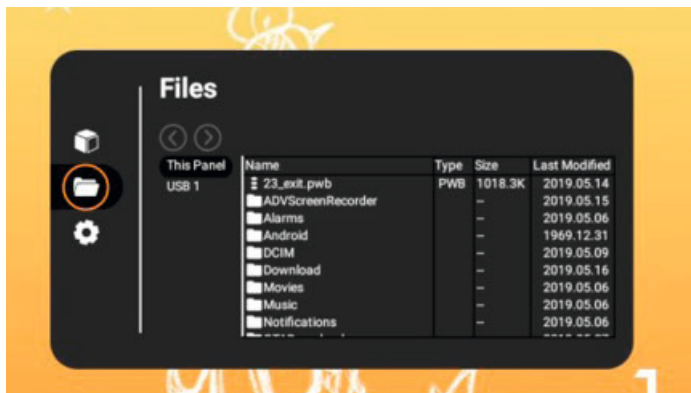 Files
This Panel
USB 1
Name Type Size Last Modified
23_exit.pwb PWB 1018.3K 2019.05.14
ADVScreenRecorder – 2019.05.15
Alarms – 2019.05.06
Android – 1969.12.31
DCIM – 2019.05.09
Download – 2019.05.16
Movies – 2019.05.06
Music – 2019.05.06
Notifications – 2019.05.06
1